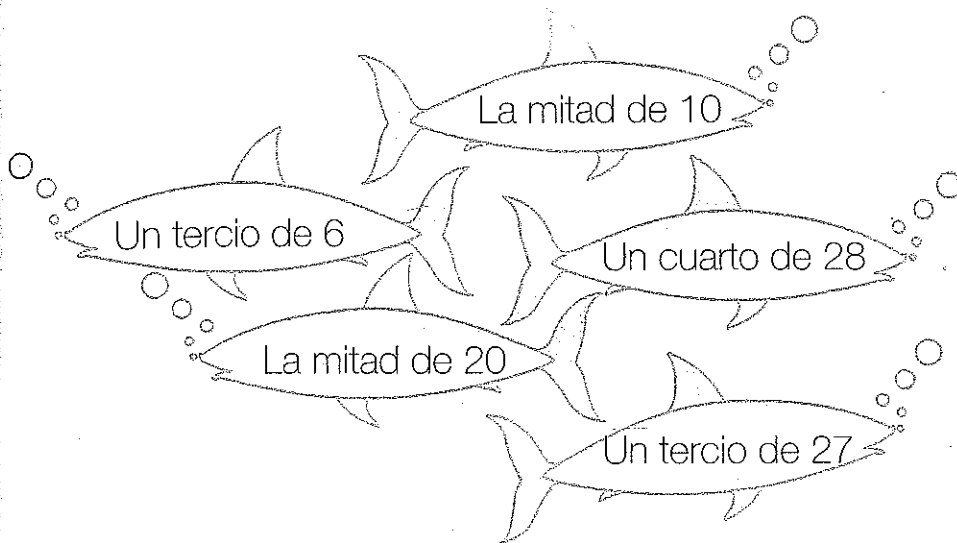 La mitad de 10
Un tercio de 6
Un cuarto de 28
La mitad de 20
Un tercio de 27